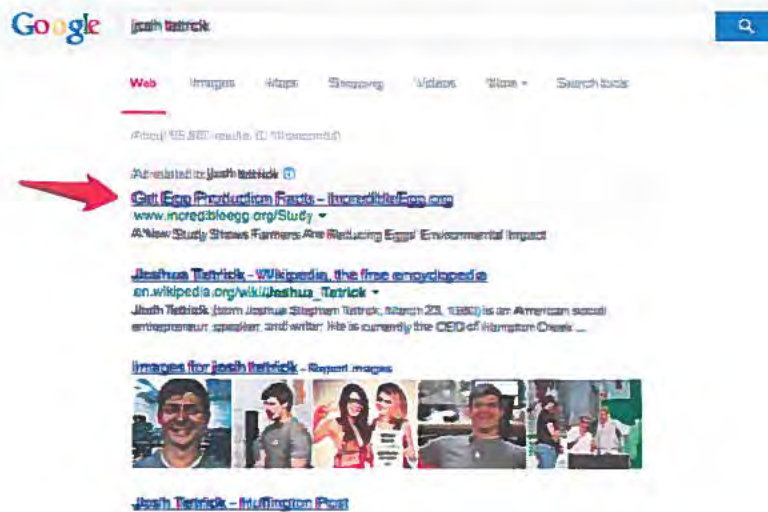 Google
josh tetrick
Web Images Maps Shopping Videos More Search tools
results
Ad related to josh tetrick
Get Egg Production Facts - IncredibleEgg.org
www.incredibleegg.org/Study
A New Study Shows Farmers Are Reducing Eggs' Environmental Impact
Joshua Tetrick - Wikipedia, the free encyclopedia
en.wikipedia.org/wiki/Joshua_Tetrick
Josh Tetrick (born Joshua Stephen Tetrick, March 23, 1980) is an American social
entrepreneur, speaker, and writer. He is currently the CEO of Hampton Creek ...
Images for josh tetrick - Report images
Josh Tetrick - Huffington Post